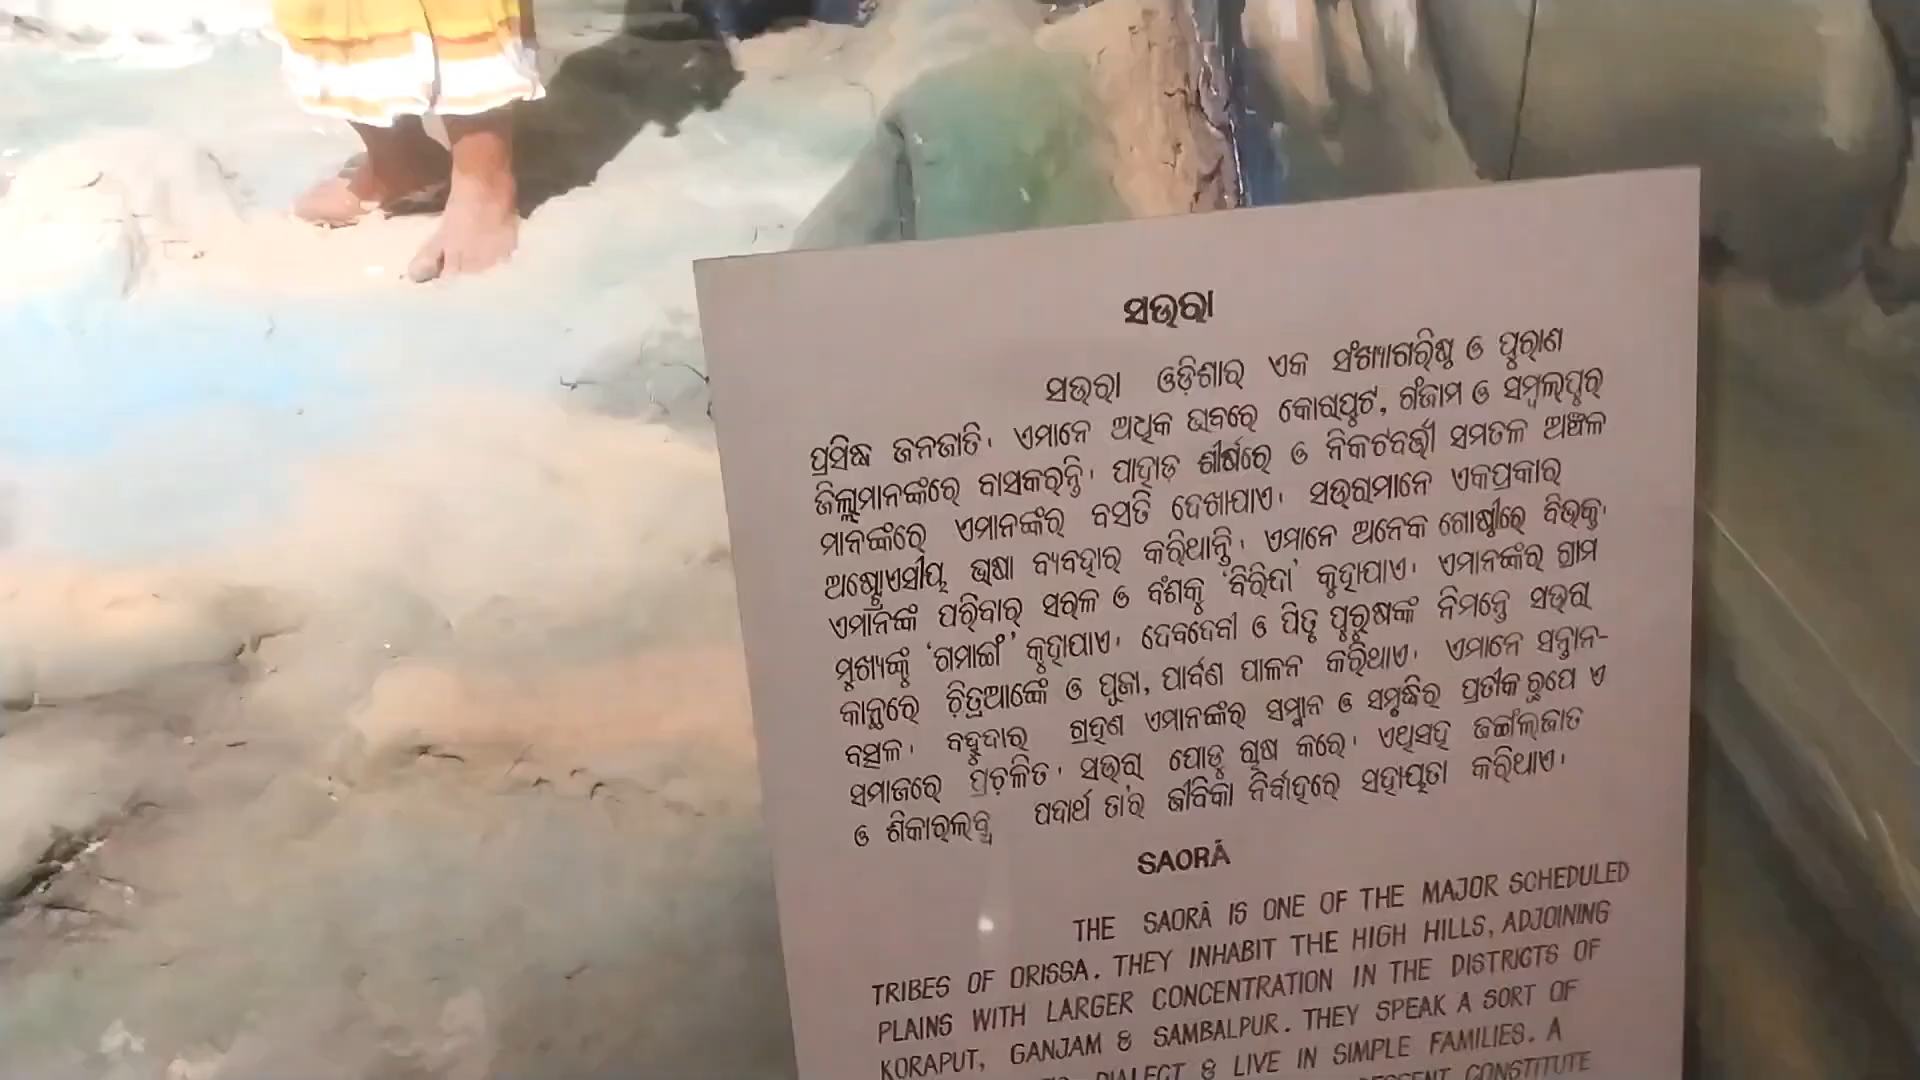 ସଉରା
ସଉରା ଓଡ଼ିଶାର ଏକ ସଂଖ୍ୟାଗରିଷ୍ଠ ଓ ପୁରାଣ
ପ୍ରସିଦ୍ଧ ଜନଜାତି। ଏମାନେ ଅଧିକ ଭାବରେ କୋରାପୁଟ, ଗଂଜାମ ଓ ସମ୍ବଲପୁର
ଜିଲ୍ଲାମାନଙ୍କରେ ବାସକରନ୍ତି। ପାହାଡ ଶୀର୍ଷରେ ଓ ନିକଟବର୍ତ୍ତୀ ସମତଳ ଅଞ୍ଚଳ
ମାନଙ୍କରେ ଏମାନଙ୍କର ବସତି ଦେଖାଯାଏ। ସଉରାମାନେ ଏକପ୍ରକାର
ଅଷ୍ଟ୍ରୋଏସୀୟ ଭାଷା ବ୍ୟବହାର କରିଥାନ୍ତି। ଏମାନେ ଅନେକ ଗୋଷ୍ଠୀରେ ବିଭକ୍ତ।
ଏମାନଙ୍କ ପରିବାର ସରଳ ଓ ବଂଶକୁ ‘ବିରିଦା’ କୁହାଯାଏ। ଏମାନଙ୍କର ଗ୍ରାମ
ମୁଖ୍ୟଙ୍କୁ ‘ଗମାଙ୍ଗ’ କୁହାଯାଏ। ଦେବଦେବୀ ଓ ପିତୃ ପୁରୁଷଙ୍କ ନିମନ୍ତେ ସଉରା
କାନ୍ଥରେ ଚିତ୍ରଆଙ୍କେ ଓ ପୂଜା, ପାର୍ବଣ ପାଳନ କରିଥାଏ। ଏମାନେ ସନ୍ତାନ-
ବତ୍ସଳ। ବହୁଦାର ଗ୍ରହଣ ଏମାନଙ୍କର ସମ୍ମାନ ଓ ସମୃଦ୍ଧିର ପ୍ରତୀକ ରୂପେ ଏ
ସମାଜରେ ପ୍ରଚଳିତ। ସଉରା ପୋଡୁ ଚାଷ କରେ। ଏଥିସହ ଜଙ୍ଗଲଜାତ
ଓ ଶିକାରଲବ୍ଧ ପଦାର୍ଥ ତା'ର ଜୀବିକା ନିର୍ବାହରେ ସହାୟତା କରିଥାଏ।
SAORĀ
THE SAORĀ IS ONE OF THE MAJOR SCHEDULED
TRIBES OF ORISSA. THEY INHABIT THE HIGH HILLS, ADJOINING
PLAINS WITH LARGER CONCENTRATION IN THE DISTRICTS OF
KORAPUT, GANJAM & SAMBALPUR. THEY SPEAK A SORT OF
DIALECT & LIVE IN SIMPLE FAMILIES. A
DESCENT CONSTITUTE